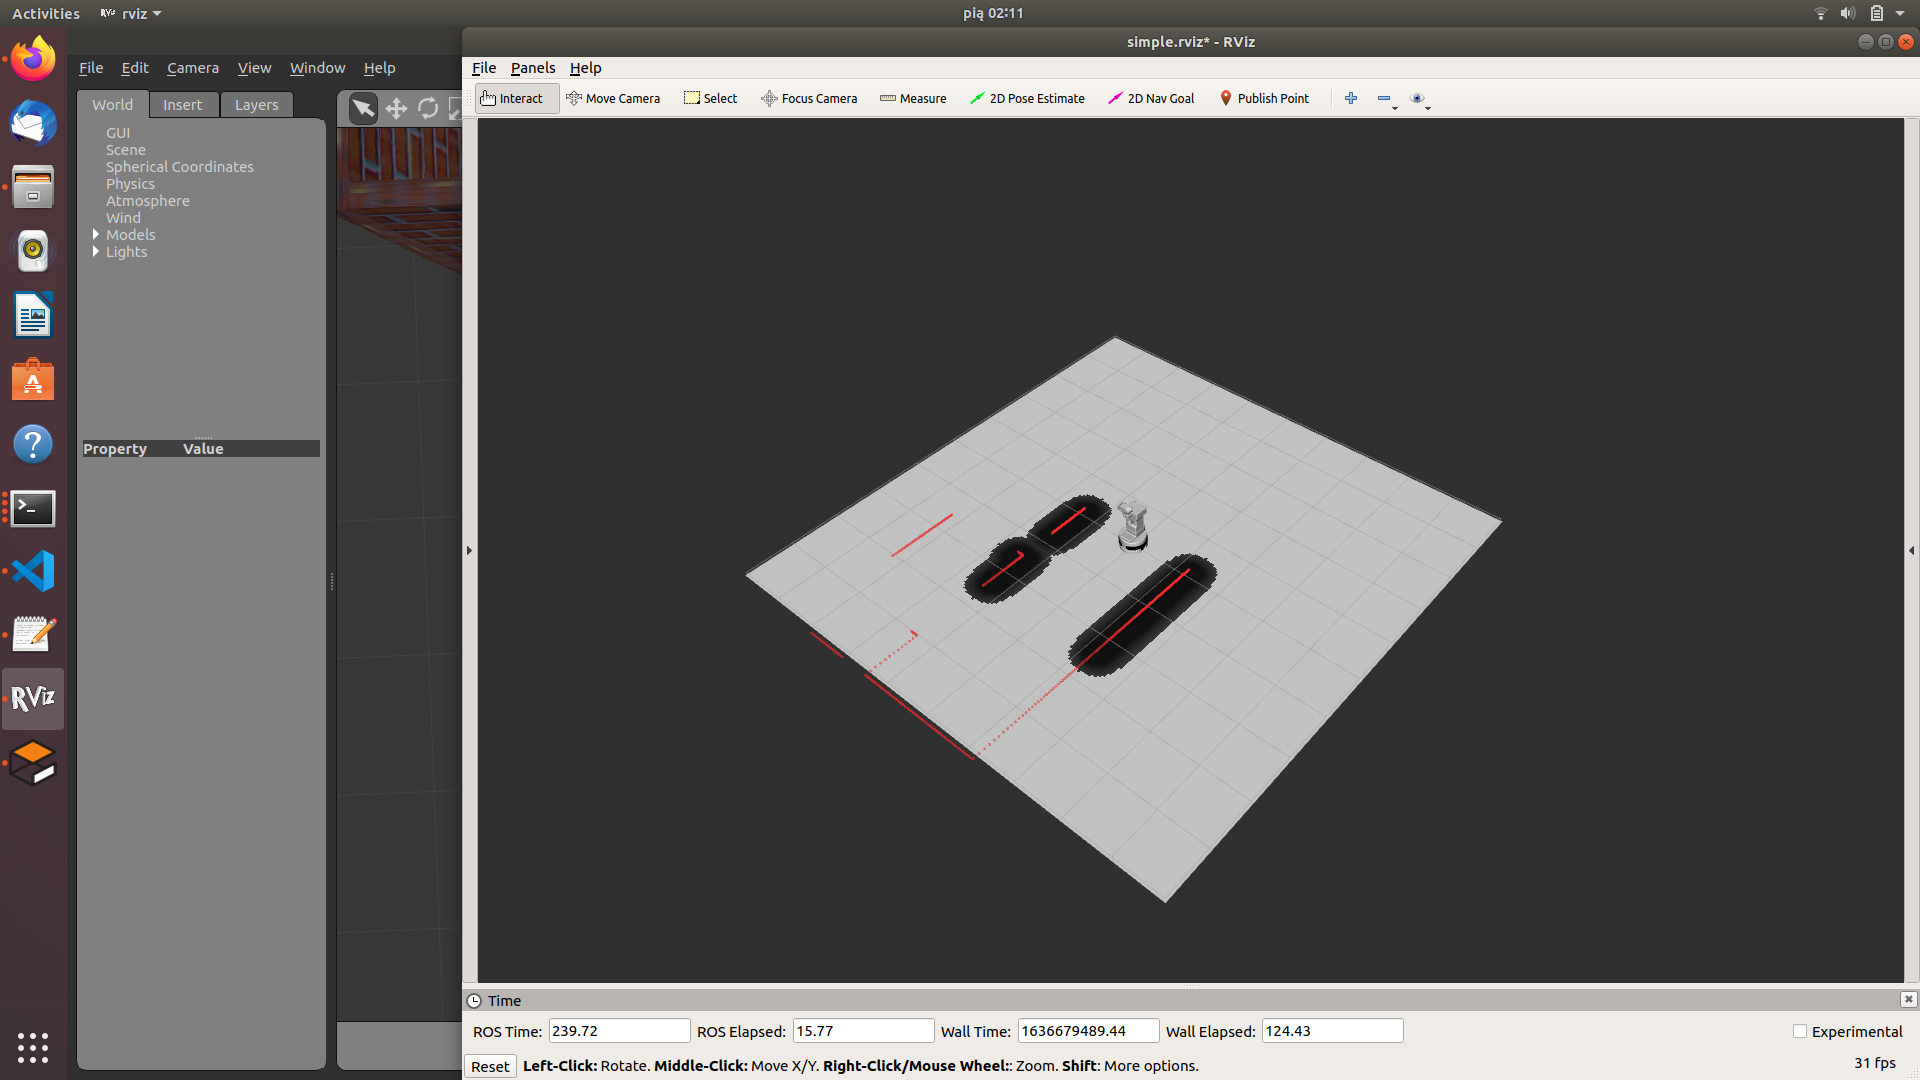 Activities RViz rviz pią 02:11
simple.rviz* - RViz
File Edit Camera View Window Help
File Panels Help
World Insert Layers
Interact Move Camera Select Focus Camera Measure 2D Pose Estimate 2D Nav Goal Publish Point
GUI
Scene
Spherical Coordinates
Physics
Atmosphere
Wind
Models
Lights
Property Value
RViz
Time
ROS Time: 239.72 ROS Elapsed: 15.77 Wall Time: 1636679489.44 Wall Elapsed: 124.43 Experimental
Reset Left-Click: Rotate. Middle-Click: Move X/Y. Right-Click/Mouse Wheel:: Zoom. Shift: More options. 31 fps